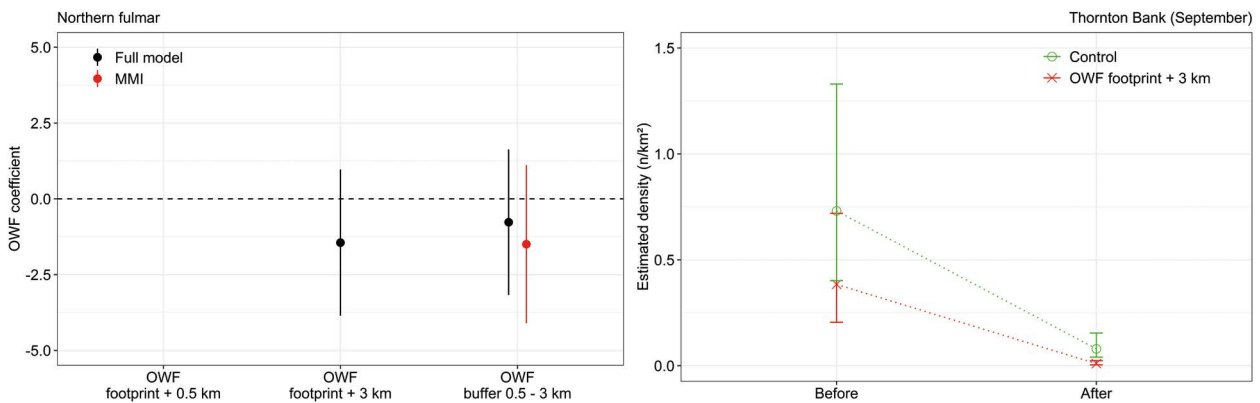 Northern fulmar
OWF coefficient
5.0
2.5
0.0
-2.5
-5.0
Full model
MMI
OWF
footprint + 0.5 km
OWF
footprint + 3 km
OWF
buffer 0.5 - 3 km
Thornton Bank (September)
Estimated density (n/km²)
1.5
1.0
0.5
0.0
Control
OWF footprint + 3 km
Before
After